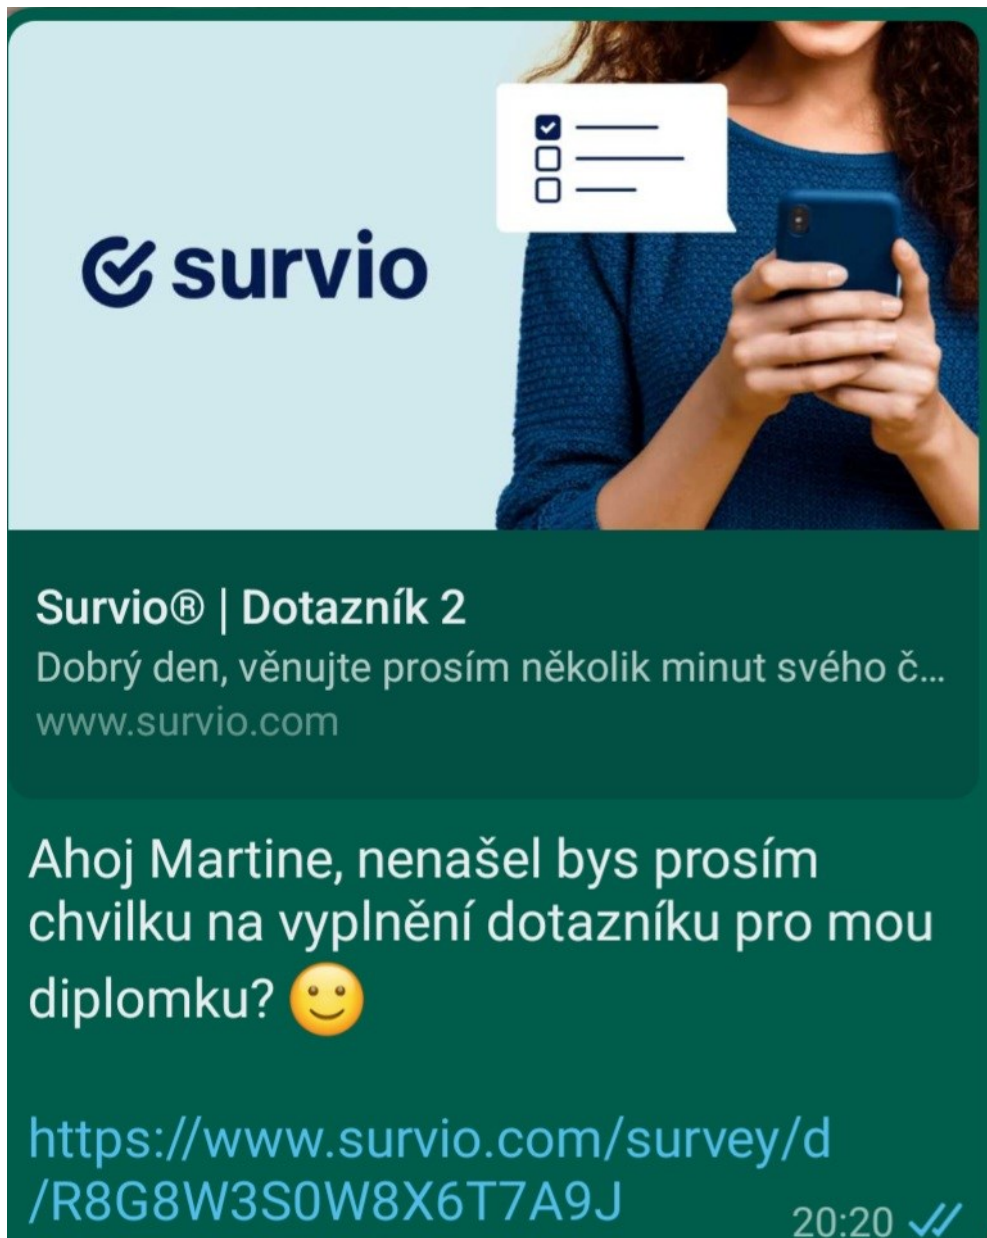 survio
Survio® | Dotazník 2
Dobrý den, věnujte prosím několik minut svého č...
www.survio.com
Ahoj Martine, nenašel bys prosím
chvilku na vyplnění dotazníku pro mou
diplomku? 🙂
https://www.survio.com/survey/d
/R8G8W3S0W8X6T7A9J
20:20